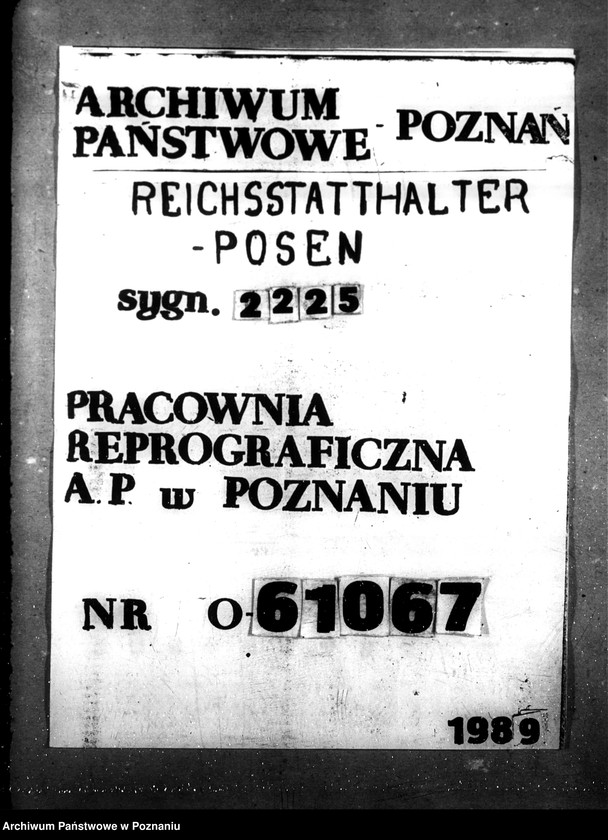 ARCHIWUM
PAŃSTWOWE - POZNAŃ
REICHSSTATTHALTER
-POSEN
sygn. 2225
PRACOWNIA
REPROGRAFICZNA
A.P. w POZNANIU
NR O-61067
1989
Archiwum Państwowe w Poznaniu